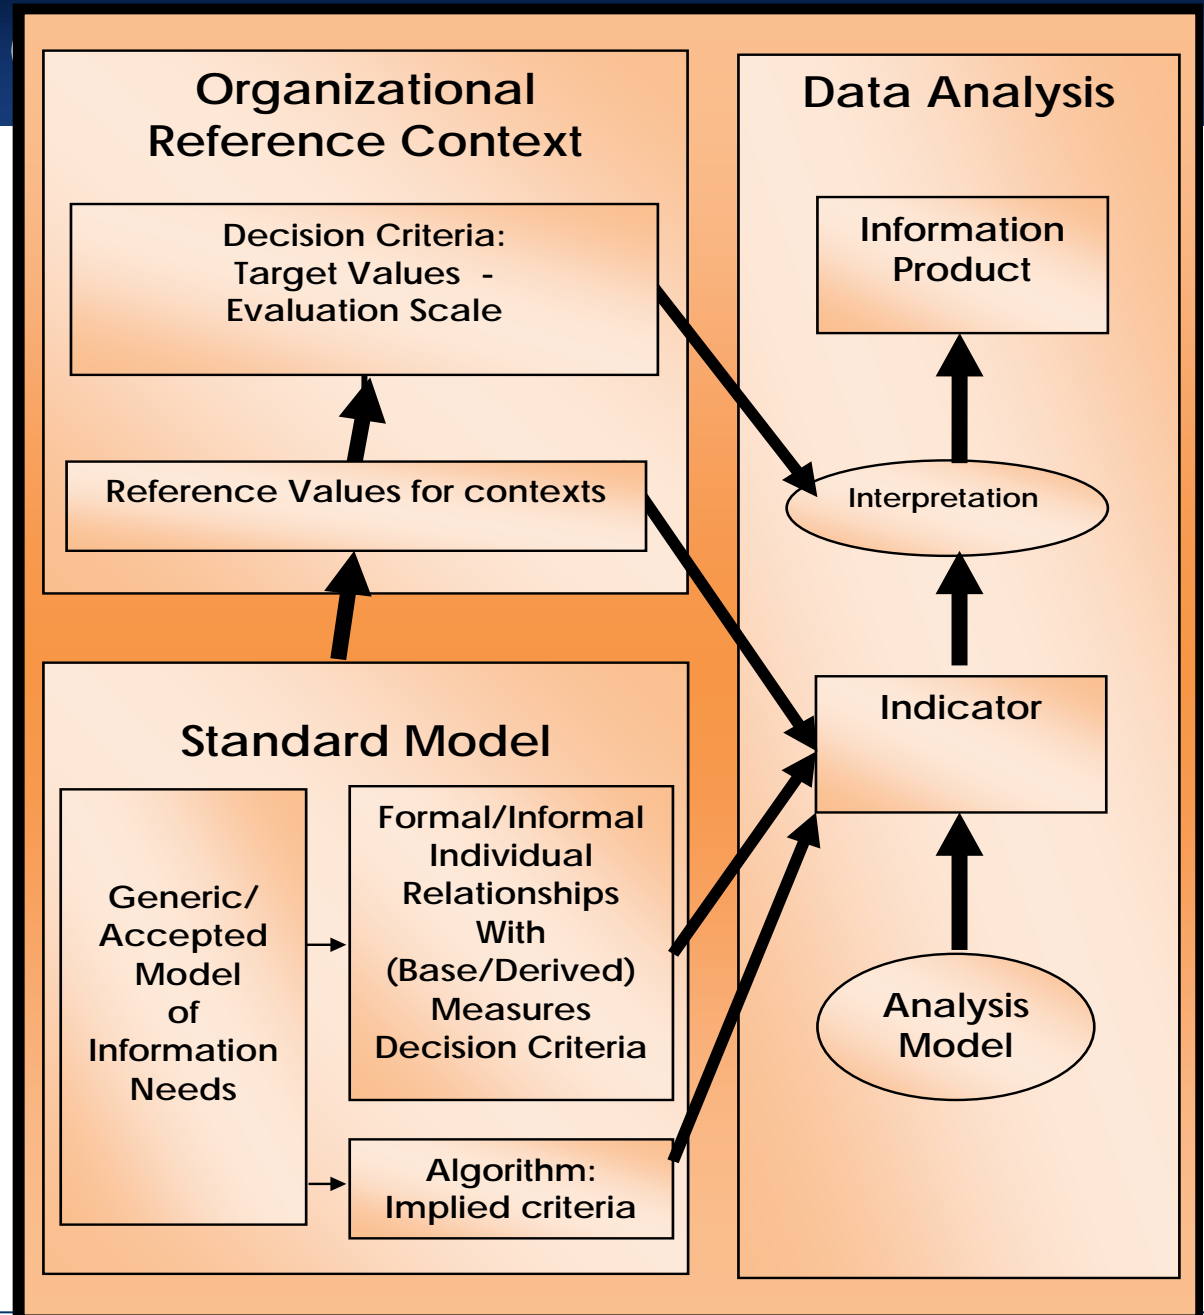 Organizational
Reference Context
Decision Criteria:
Target Values -
Evaluation Scale
Reference Values for contexts
Standard Model
Generic/
Accepted
Model
of
Information
Needs
Formal/Informal
Individual
Relationships
With
(Base/Derived)
Measures
Decision Criteria
Algorithm:
Implied criteria
Data Analysis
Information
Product
Interpretation
Indicator
Analysis
Model